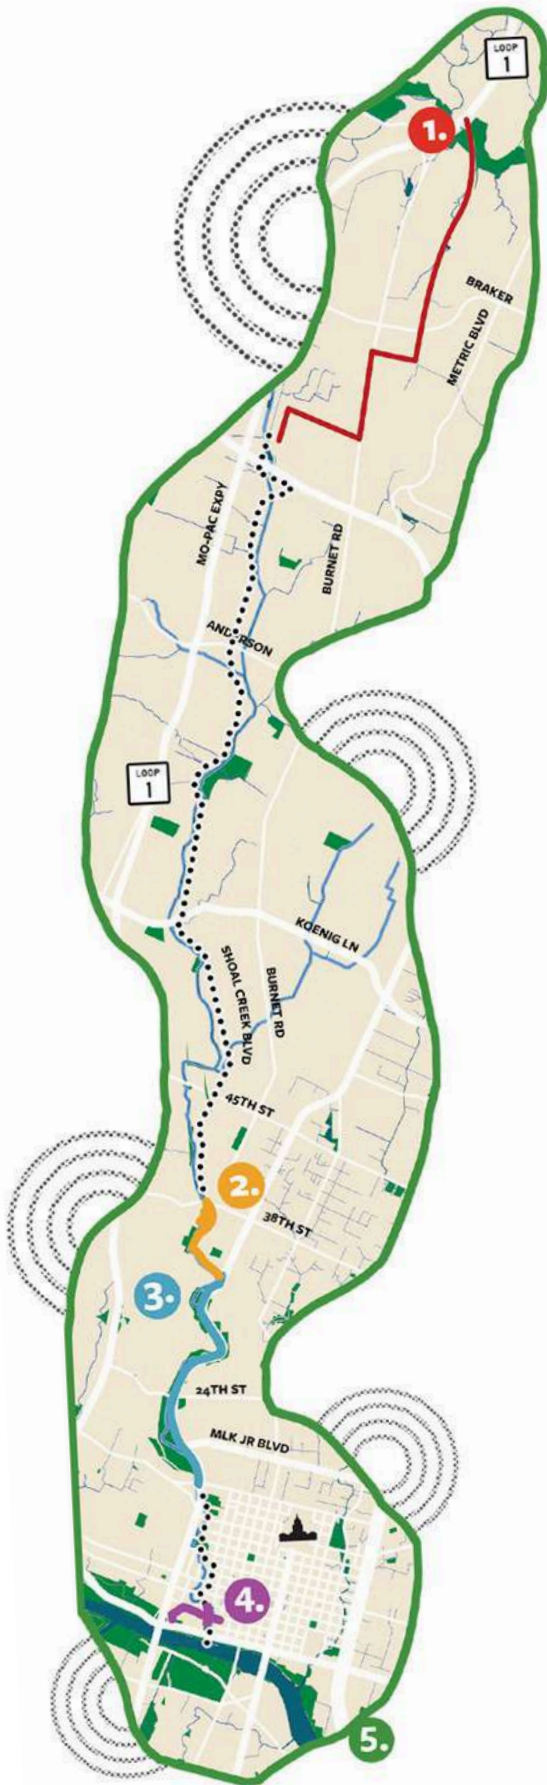 LOOP
1
1.
BRAKER
METRIC BLVD
MO-PAC EXPY
BURNET RD
ANDERSON
LOOP
1
KOENIG LN
SHOAL CREEK BLVD
BURNET RD
45TH ST
2.
38TH ST
3.
24TH ST
MLK JR BLVD
4.
5.